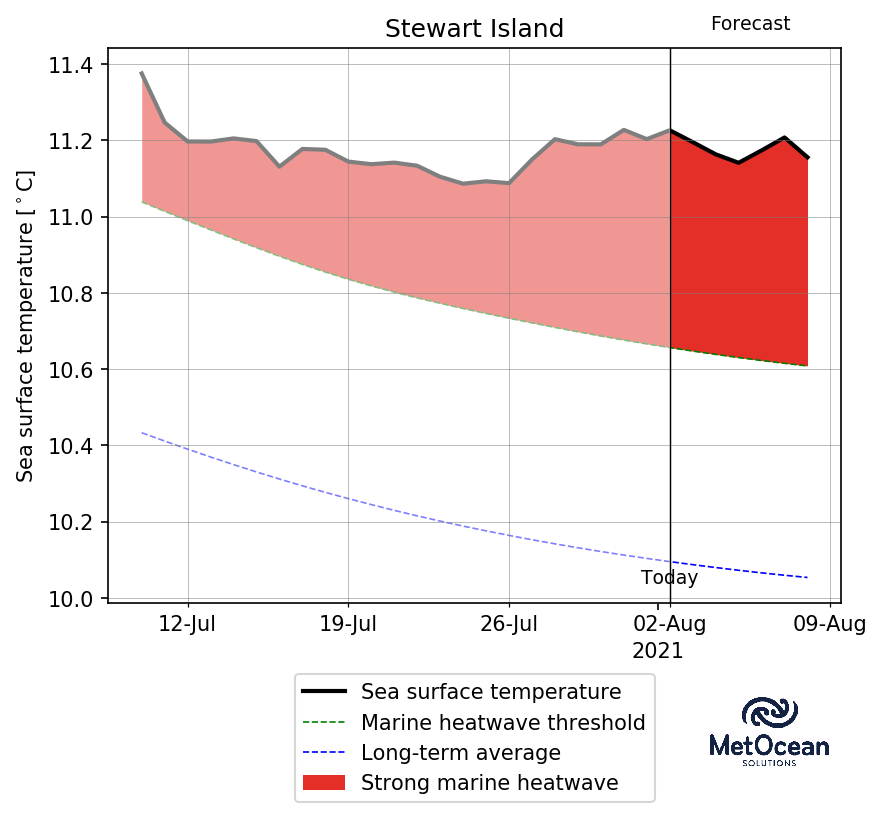 Stewart Island
Forecast
Sea surface temperature [°C]
11.4
11.2
11.0
10.8
10.6
10.4
10.2
10.0
Today
12-Jul 19-Jul 26-Jul 02-Aug 09-Aug
2021
Sea surface temperature
Marine heatwave threshold
Long-term average
Strong marine heatwave
MetOcean
SOLUTIONS